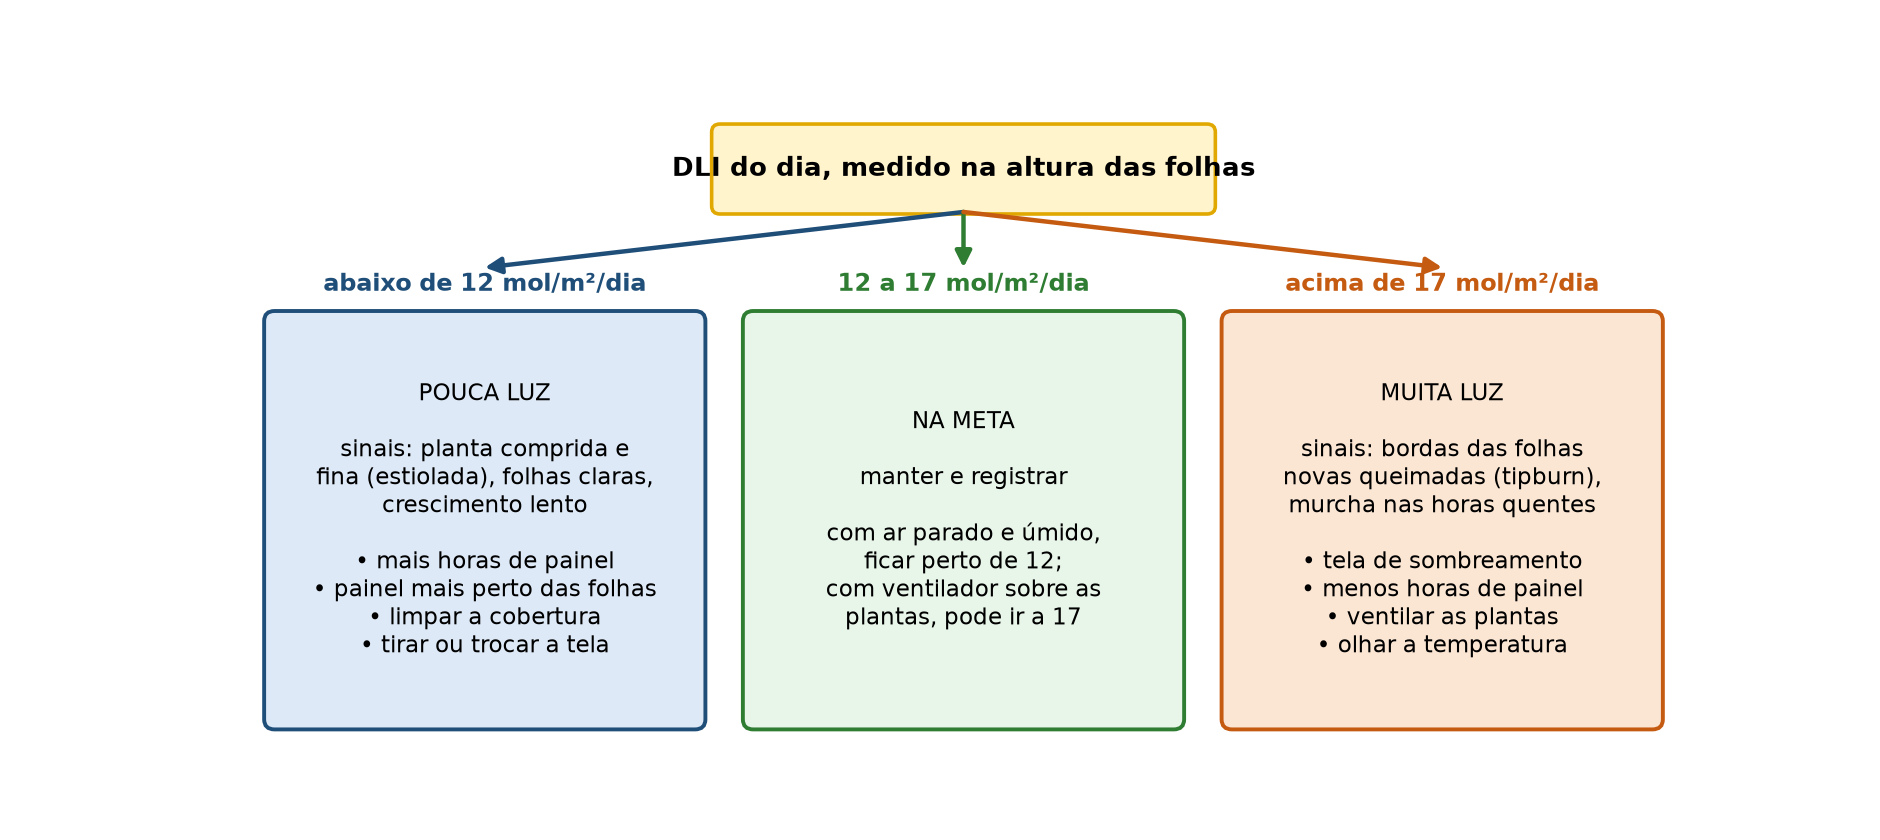 DLI do dia, medido na altura das folhas
abaixo de 12 mol/m²/dia
POUCA LUZ
sinais: planta comprida e
fina (estiolada), folhas claras,
crescimento lento
• mais horas de painel
• painel mais perto das folhas
• limpar a cobertura
• tirar ou trocar a tela
12 a 17 mol/m²/dia
NA META
manter e registrar
com ar parado e úmido,
ficar perto de 12;
com ventilador sobre as
plantas, pode ir a 17
acima de 17 mol/m²/dia
MUITA LUZ
sinais: bordas das folhas
novas queimadas (tipburn),
murcha nas horas quentes
• tela de sombreamento
• menos horas de painel
• ventilar as plantas
• olhar a temperatura